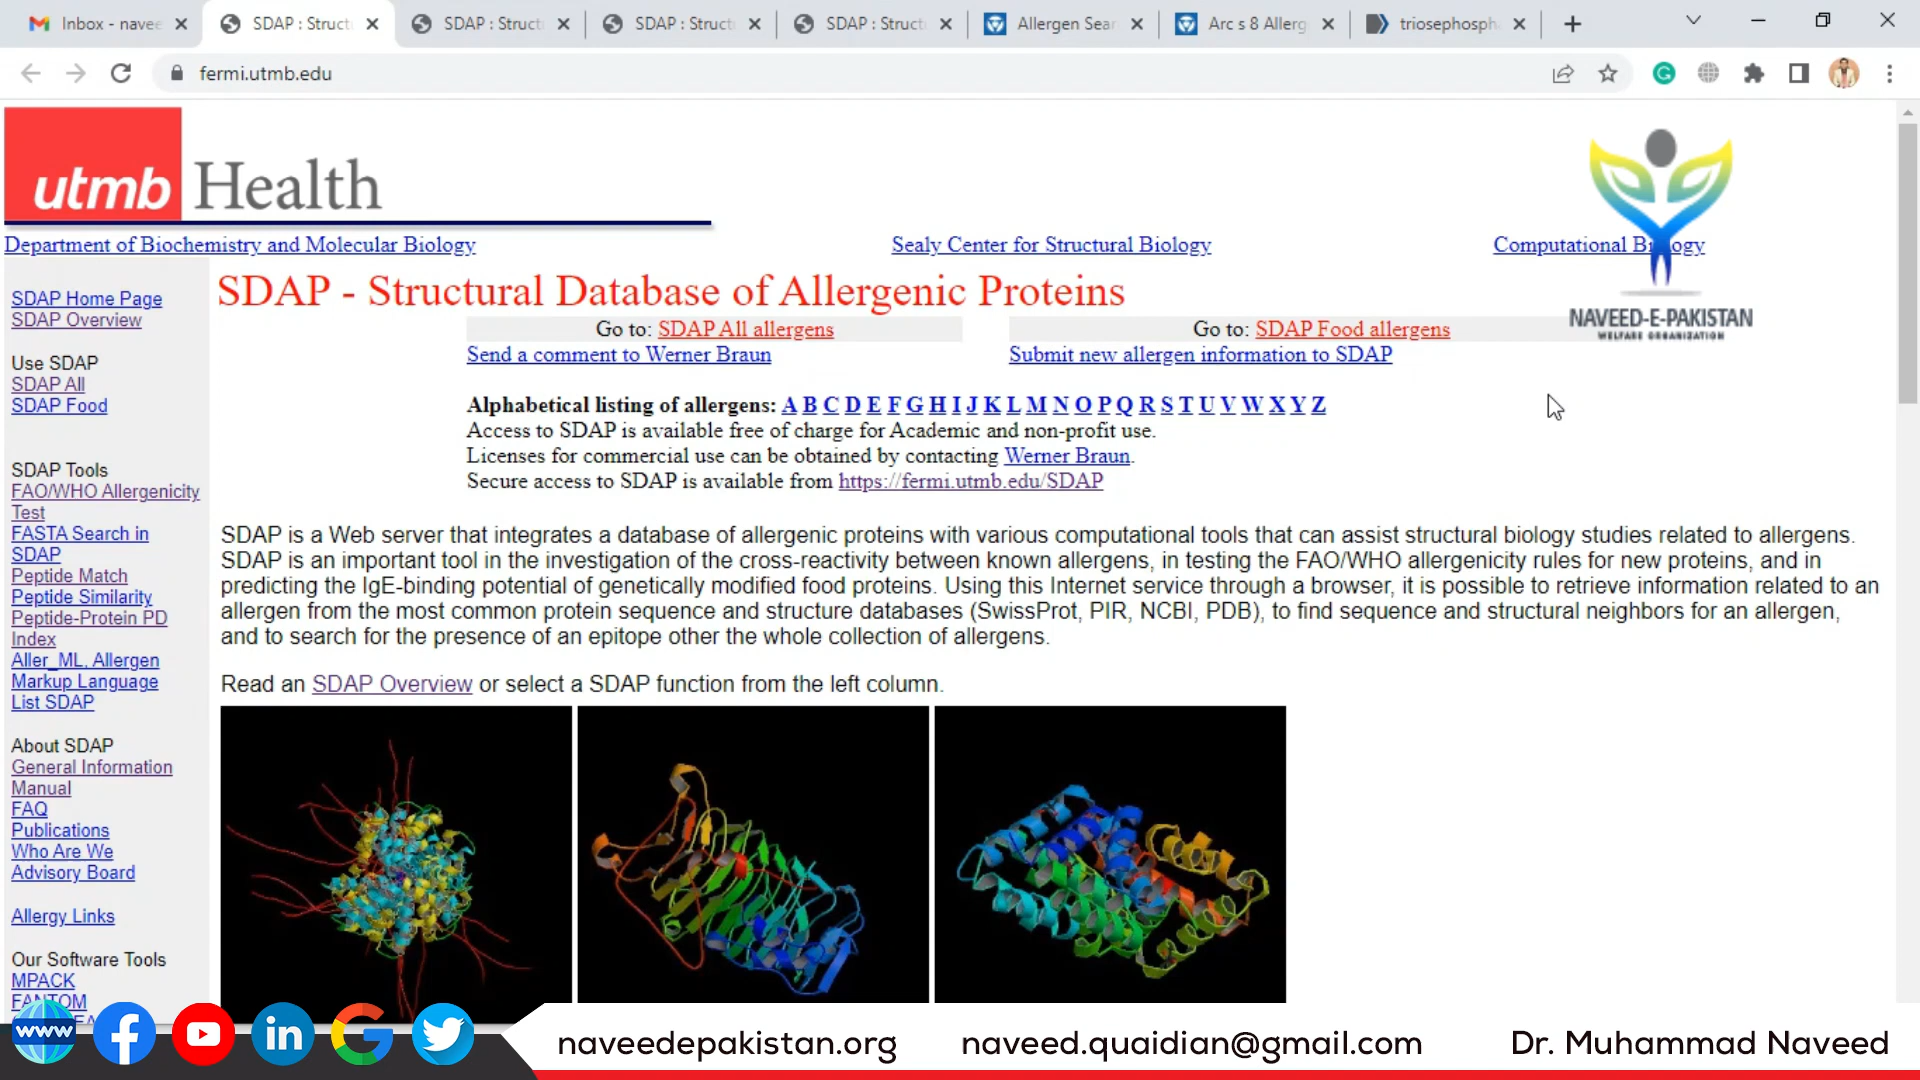 Inbox - navee
SDAP : Struct
SDAP : Struct
SDAP : Struct
SDAP : Struct
Allergen Sear
Arc s 8 Allerg
triosephosph
fermi.utmb.edu
utmb Health
Department of Biochemistry and Molecular Biology
Sealy Center for Structural Biology
Computational
NAVEED-E-PAKISTAN
WELFARE ORGANIZATION
SDAP Home Page
SDAP Overview
Use SDAP
SDAP All
SDAP Food
SDAP Tools
FAO/WHO Allergenicity
Test
FASTA Search in
SDAP
Peptide Match
Peptide Similarity
Peptide-Protein PD
Index
Aller_ML, Allergen
Markup Language
List SDAP
About SDAP
General Information
Manual
FAQ
Publications
Who Are We
Advisory Board
Allergy Links
Our Software Tools
MPACK
FANTOM
SDAP - Structural Database of Allergenic Proteins
Go to: SDAP All allergens
Go to: SDAP Food allergens
Send a comment to Werner Braun
Submit new allergen information to SDAP
Alphabetical listing of allergens: A B C D E F G H I J K L M N O P Q R S T U V W X Y Z
Access to SDAP is available free of charge for Academic and non-profit use.
Licenses for commercial use can be obtained by contacting Werner Braun.
Secure access to SDAP is available from https://fermi.utmb.edu/SDAP
SDAP is a Web server that integrates a database of allergenic proteins with various computational tools that can assist structural biology studies related to allergens.
SDAP is an important tool in the investigation of the cross-reactivity between known allergens, in testing the FAO/WHO allergenicity rules for new proteins, and in
predicting the IgE-binding potential of genetically modified food proteins. Using this Internet service through a browser, it is possible to retrieve information related to an
allergen from the most common protein sequence and structure databases (SwissProt, PIR, NCBI, PDB), to find sequence and structural neighbors for an allergen,
and to search for the presence of an epitope other the whole collection of allergens.
Read an SDAP Overview or select a SDAP function from the left column.
www
naveedepakistan.org
naveed.quaidian@gmail.com
Dr. Muhammad Naveed